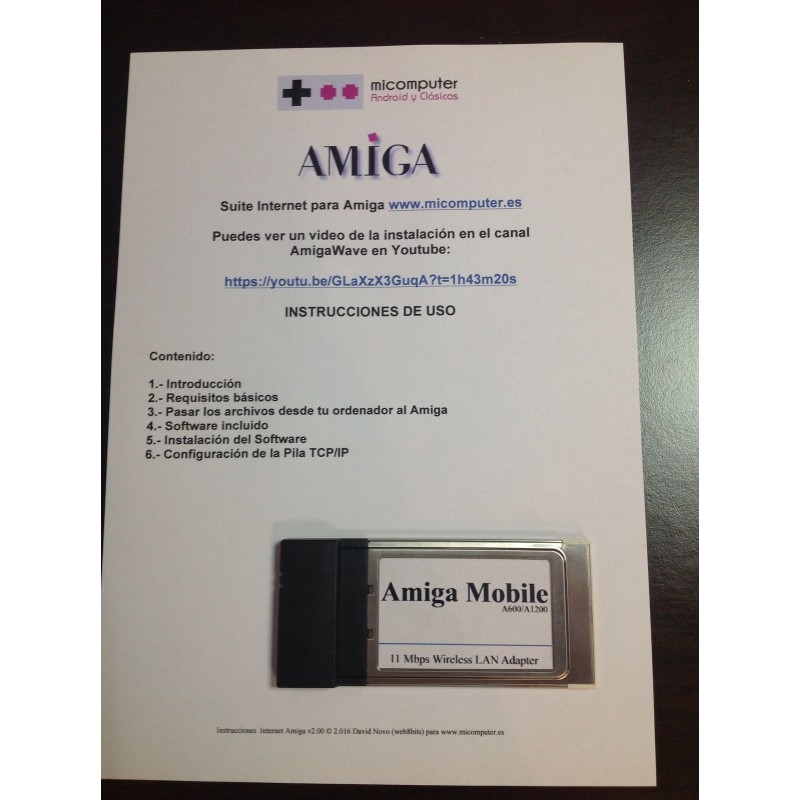 micomputer
Android y Clásicas
AMIGA
Suite Internet para Amiga www.micomputer.es
Puedes ver un video de la instalación en el canal
AmigaWave en Youtube:
https://youtu.be/GLaXzX3GuqA?t=1h43m20s
INSTRUCCIONES DE USO
Contenido:
1.- Introducción
2.- Requisitos básicos
3.- Pasar los archivos desde tu ordenador al Amiga
4.- Software incluido
5.- Instalación del Software
6.- Configuración de la Pila TCP/IP
Amiga Mobile
A600/A1200
11 Mbps Wireless LAN Adapter
Instrucciones Internet Amiga v2.00 © 2.016 David Novo (web8bits) para www.micomputer.es